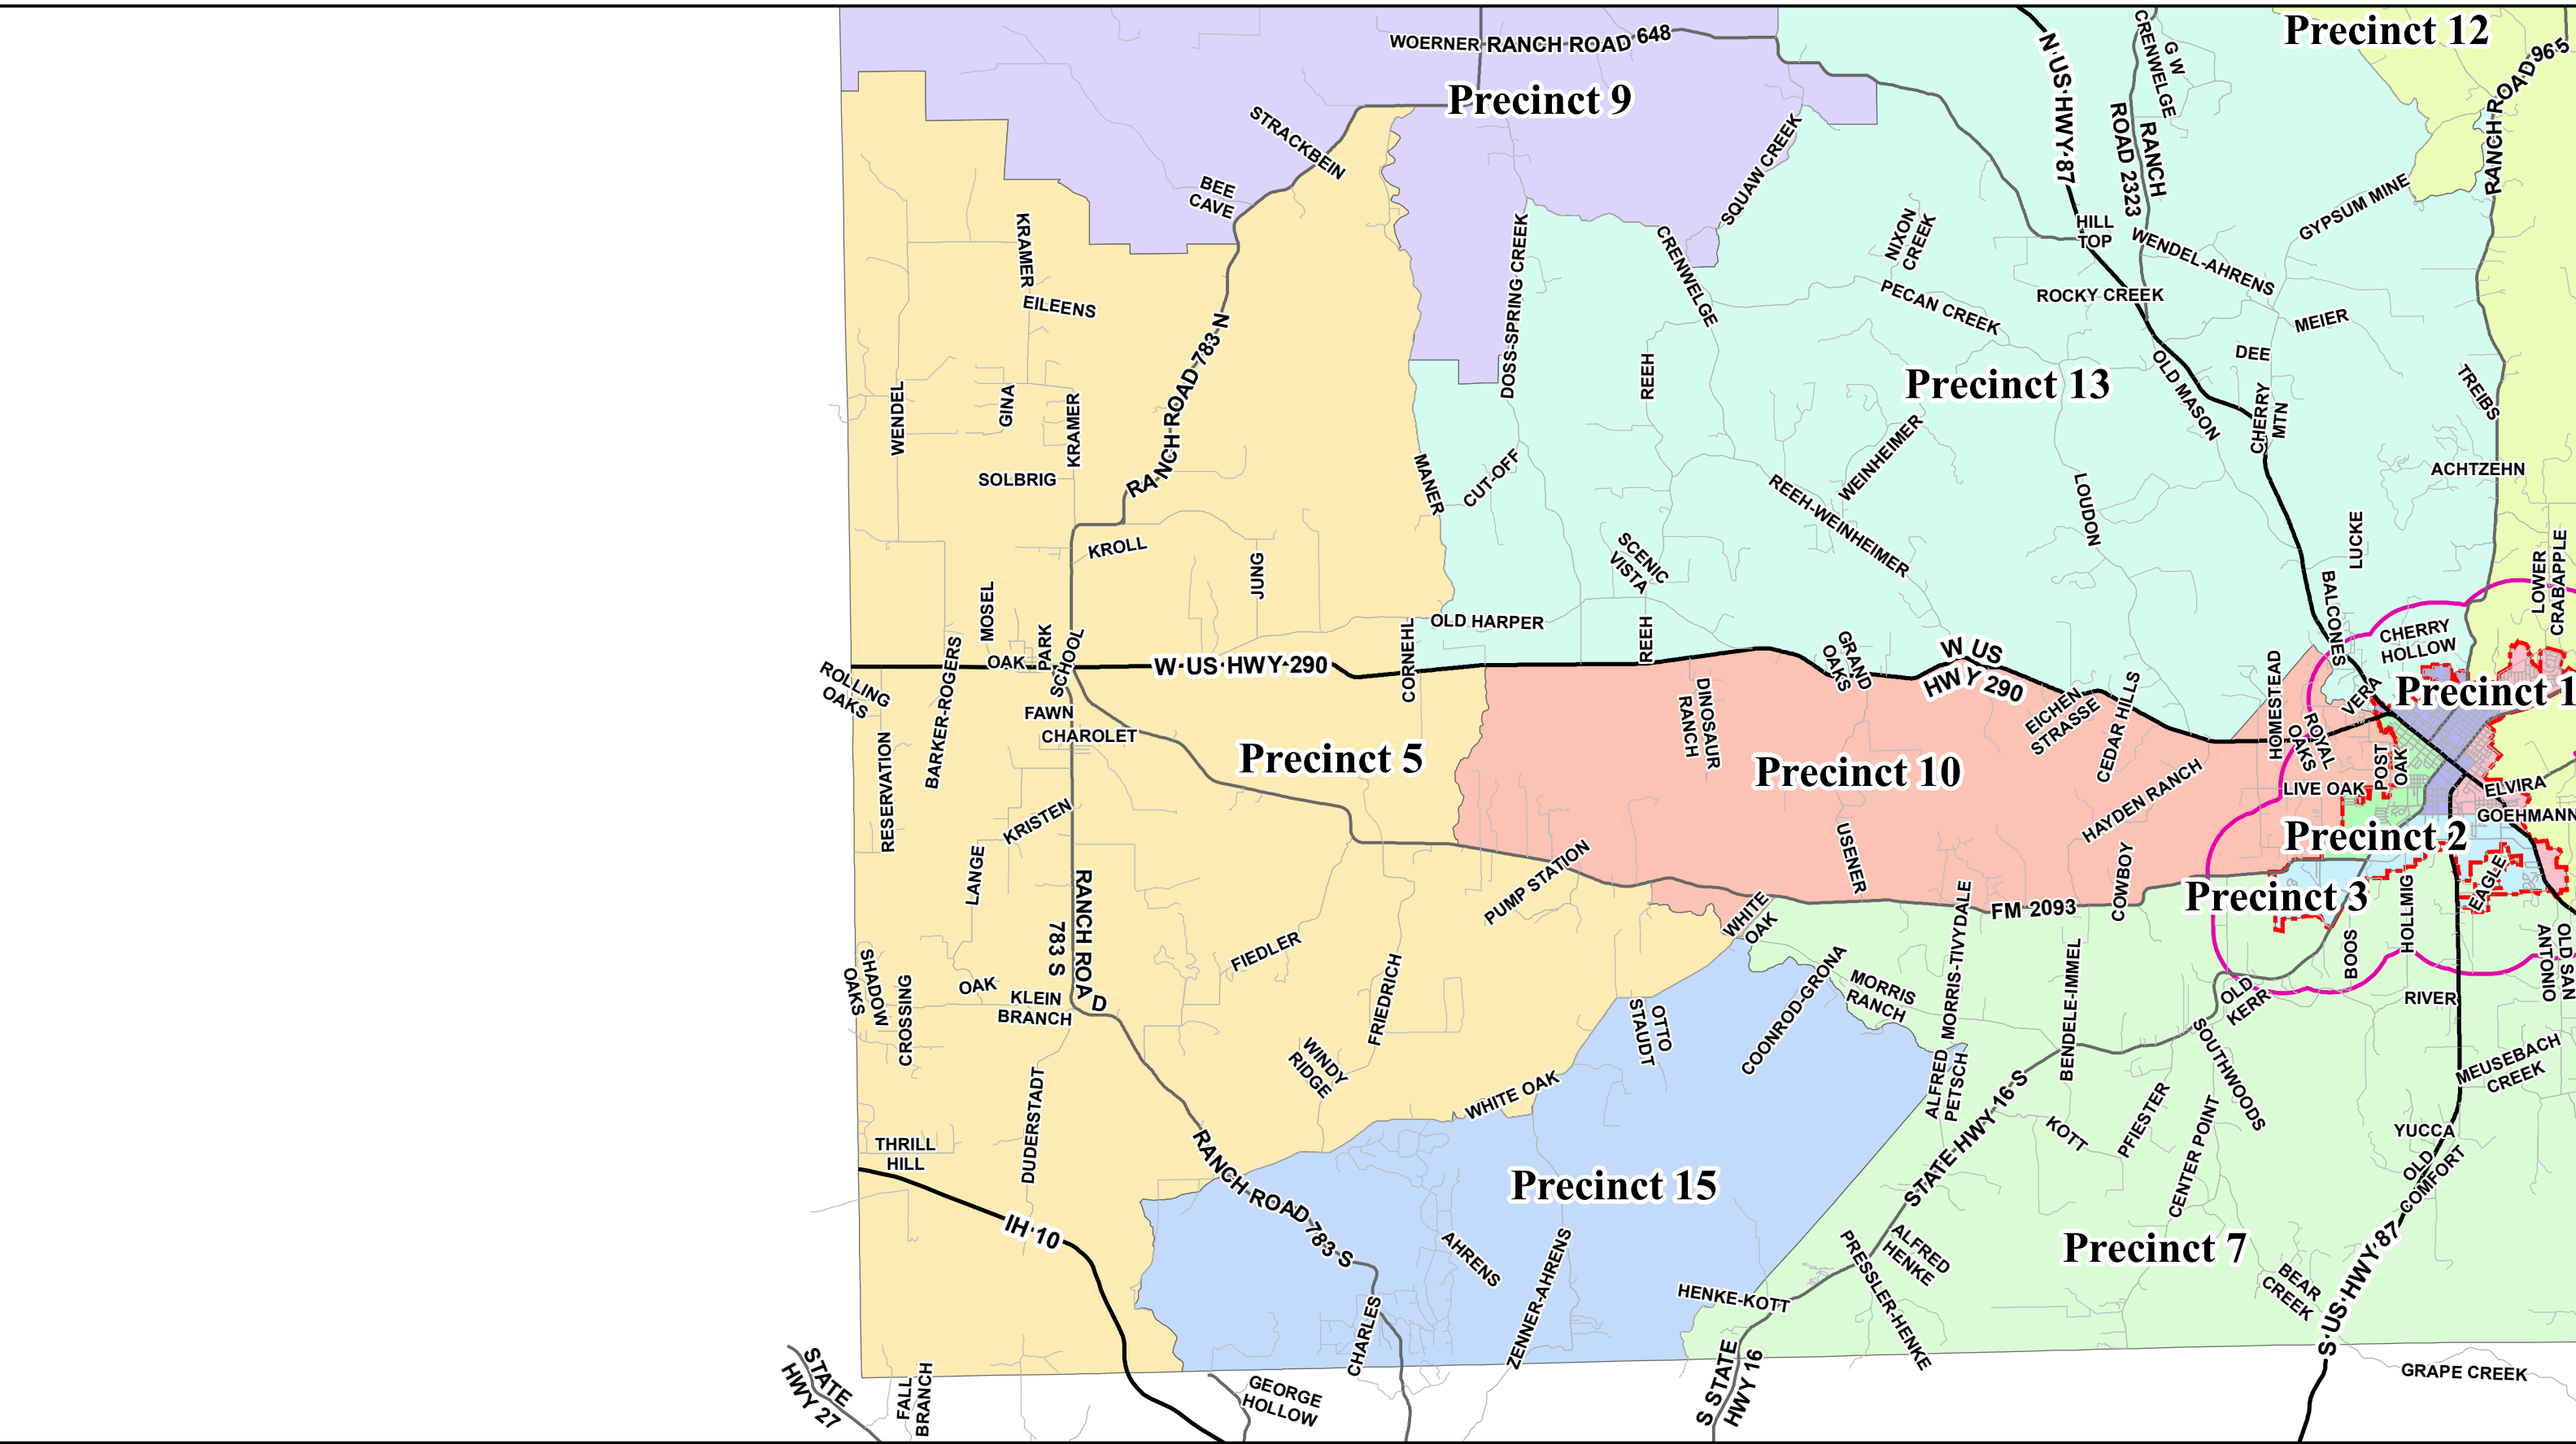 Precinct 12
WOERNER
RANCH ROAD 648
N US HWY 87
CRENWELGE
G W
RANCH ROAD 965
Precinct 9
STRACKBEIN
SQUAW CREEK
ROAD 2323
RANCH
BEE
CAVE
GYPSUM MINE
KRAMER
DOSS-SPRING CREEK
CRENWELGE
NIXON
CREEK
HILL
TOP
WENDEL-AHRENS
EILEENS
PECAN CREEK
ROCKY CREEK
MEIER
RANCH ROAD 783 N
DEE
WENDEL
GINA
KRAMER
REEH
Precinct 13
OLD MASON
CHERRY
MTN
TREIBS
SOLBRIG
MANER
CUT-OFF
WEINHEIMER
REEH-WEINHEIMER
LOUDON
ACHTZEHN
KROLL
JUNG
SCENIC
VISTA
LUCKE
LOWER
CRABAPPLE
MOSEL
PARK
SCHOOL
OAK
BARKER-ROGERS
OLD HARPER
CORNEHL
REEH
GRAND
OAKS
BALCONES
CHERRY
HOLLOW
W US HWY 290
W US
HWY 290
ROLLING
OAKS
FAWN
CHAROLET
DINOSAUR
RANCH
EICHEN
STRASSE
CEDAR HILLS
HOMESTEAD
ROYAL
OAKS
VERA
Precinct 1
RESERVATION
Precinct 5
Precinct 10
HAYDEN RANCH
LIVE OAK
POST
OAK
ELVIRA
GOEHMANN
KRISTEN
LANGE
PUMP STATION
USENER
COWBOY
Precinct 2
Precinct 3
EAGLE
RANCH ROAD
783 S
WHITE
OAK
FM 2093
MORRIS-TIVYDALE
HOLLMIG
BOOS
FIEDLER
FRIEDRICH
BENDELE-IMMEL
OLD SAN
ANTONIO
SHADOW
OAKS
CROSSING
OAK
KLEIN
BRANCH
OTTO
STAUDT
COONROD-GRONA
MORRIS
RANCH
OLD
KERR
RIVER
WINDY
RIDGE
ALFRED
PETSCH
SOUTHWOODS
MEUSEBACH
CREEK
DUDERSTADT
WHITE OAK
STATE HWY 16 S
KOTT
PFIESTER
CENTER POINT
YUCCA
THRILL
HILL
RANCH ROAD 783 S
Precinct 15
OLD
COMFORT
IH 10
AHRENS
ZENNER-AHRENS
ALFRED
HENKE
PRESSLER-HENKE
Precinct 7
BEAR
CREEK
S US HWY 87
HENKE-KOTT
CHARLES
STATE
HWY 27
FALL
BRANCH
GEORGE
HOLLOW
S STATE
HWY 16
GRAPE CREEK